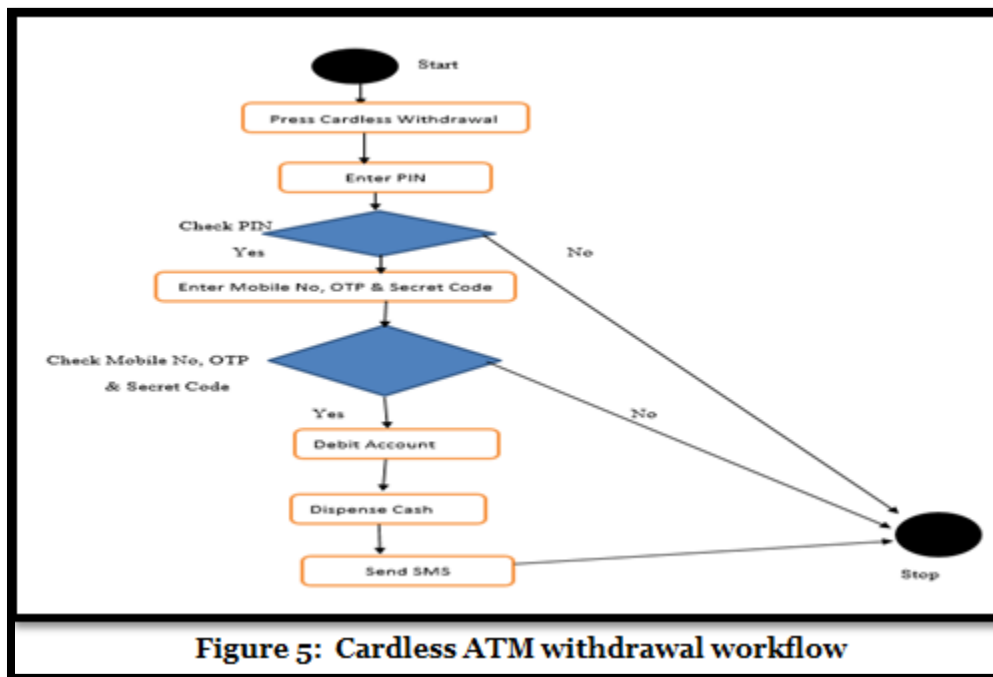 Start
Press Cardless Withdrawal
Enter PIN
Check PIN
Yes
No
Enter Mobile No, OTP & Secret Code
Check Mobile No, OTP
& Secret Code
Yes
No
Debit Account
Dispense Cash
Send SMS
Stop
Figure 5: Cardless ATM withdrawal workflow